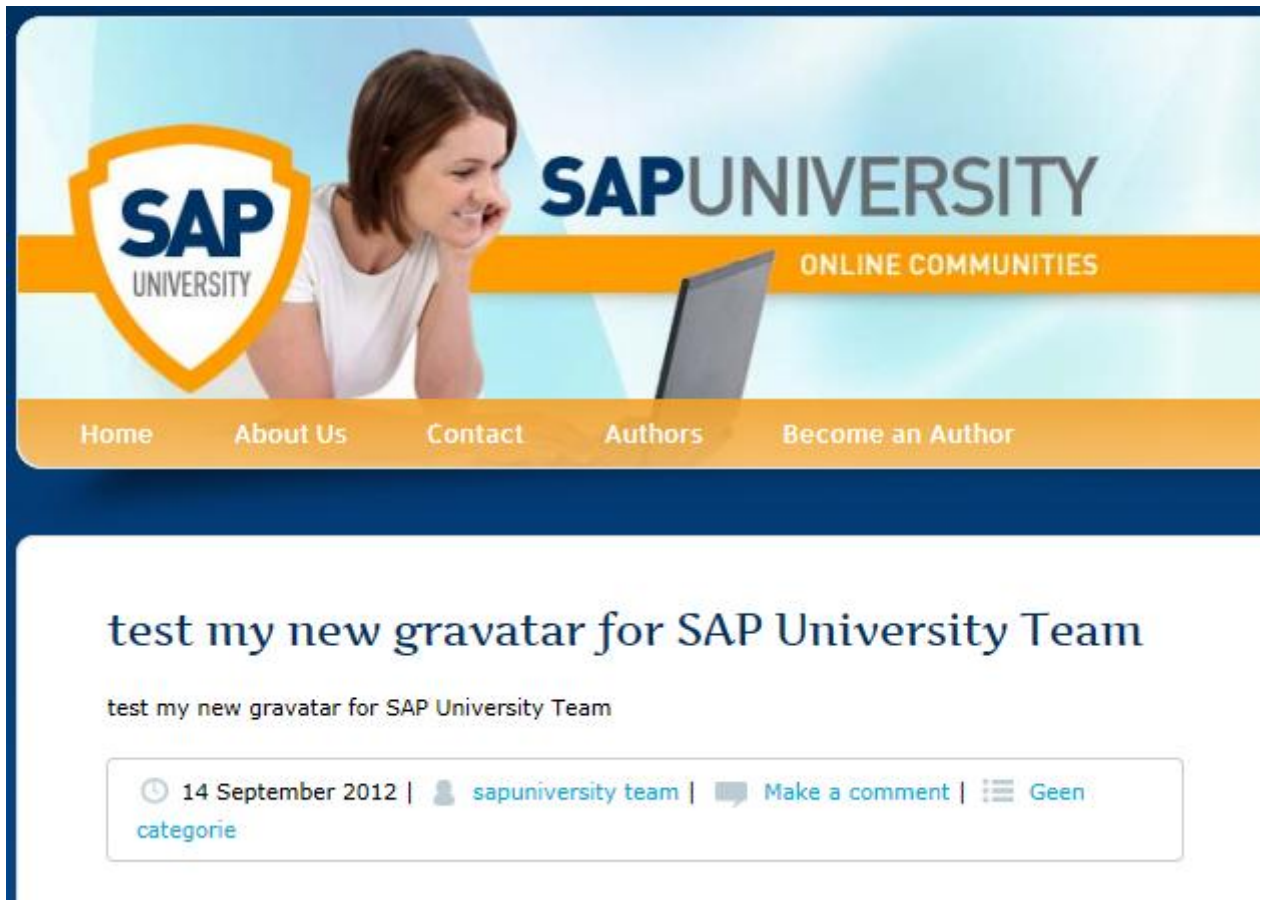 SAP
UNIVERSITY
SAPUNIVERSITY
ONLINE COMMUNITIES
Home About Us Contact Authors Become an Author
test my new gravatar for SAP University Team
test my new gravatar for SAP University Team
14 September 2012 | sapuniversity team | Make a comment | Geen
categorie